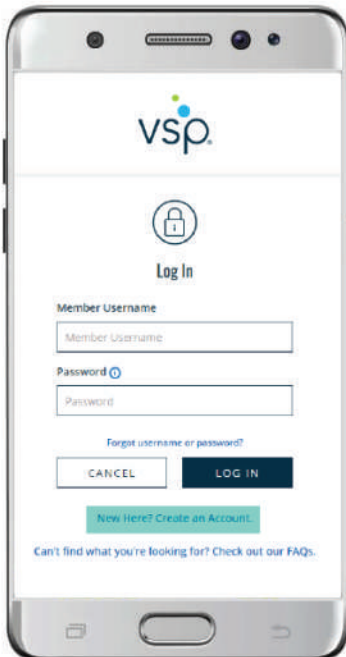 vsp.
Log In
Member Username
Member Username
Password
Password
Forgot username or password?
CANCEL LOG IN
New Here? Create an Account.
Can't find what you're looking for? Check out our FAQs.